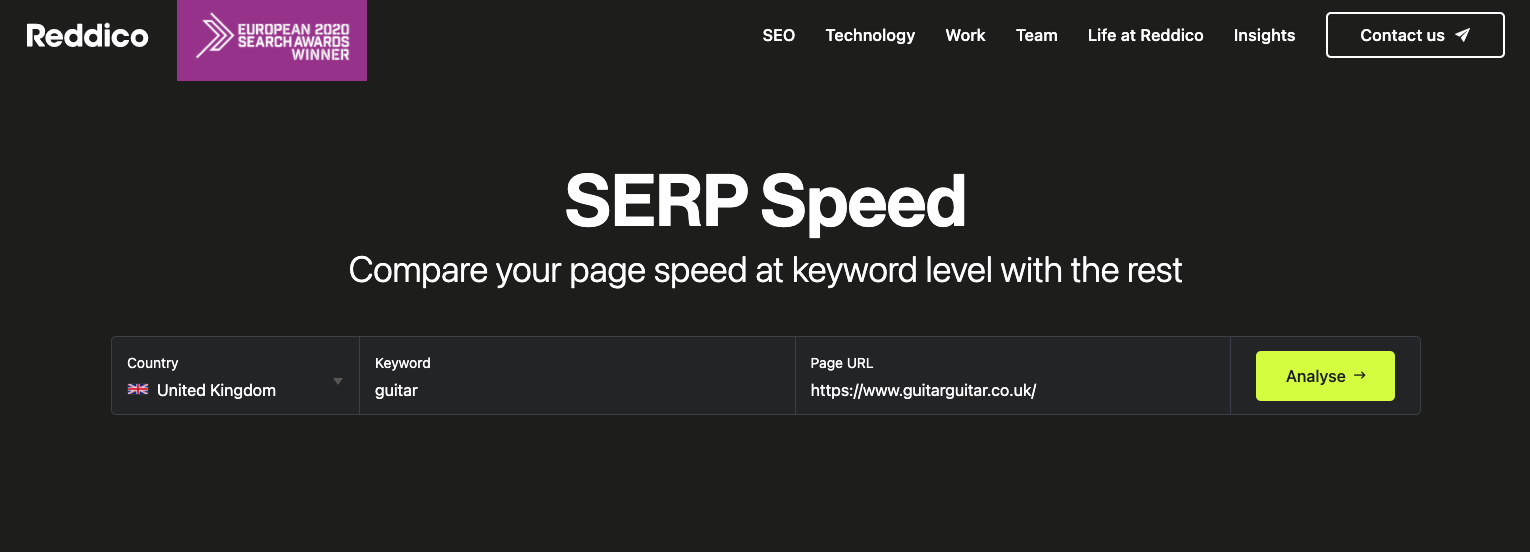 Reddico
EUROPEAN 2020
SEARCH AWARDS
WINNER
SEO
Technology
Work
Team
Life at Reddico
Insights
Contact us
SERP Speed
Compare your page speed at keyword level with the rest
Country
United Kingdom
Keyword
guitar
Page URL
https://www.guitarguitar.co.uk/
Analyse →